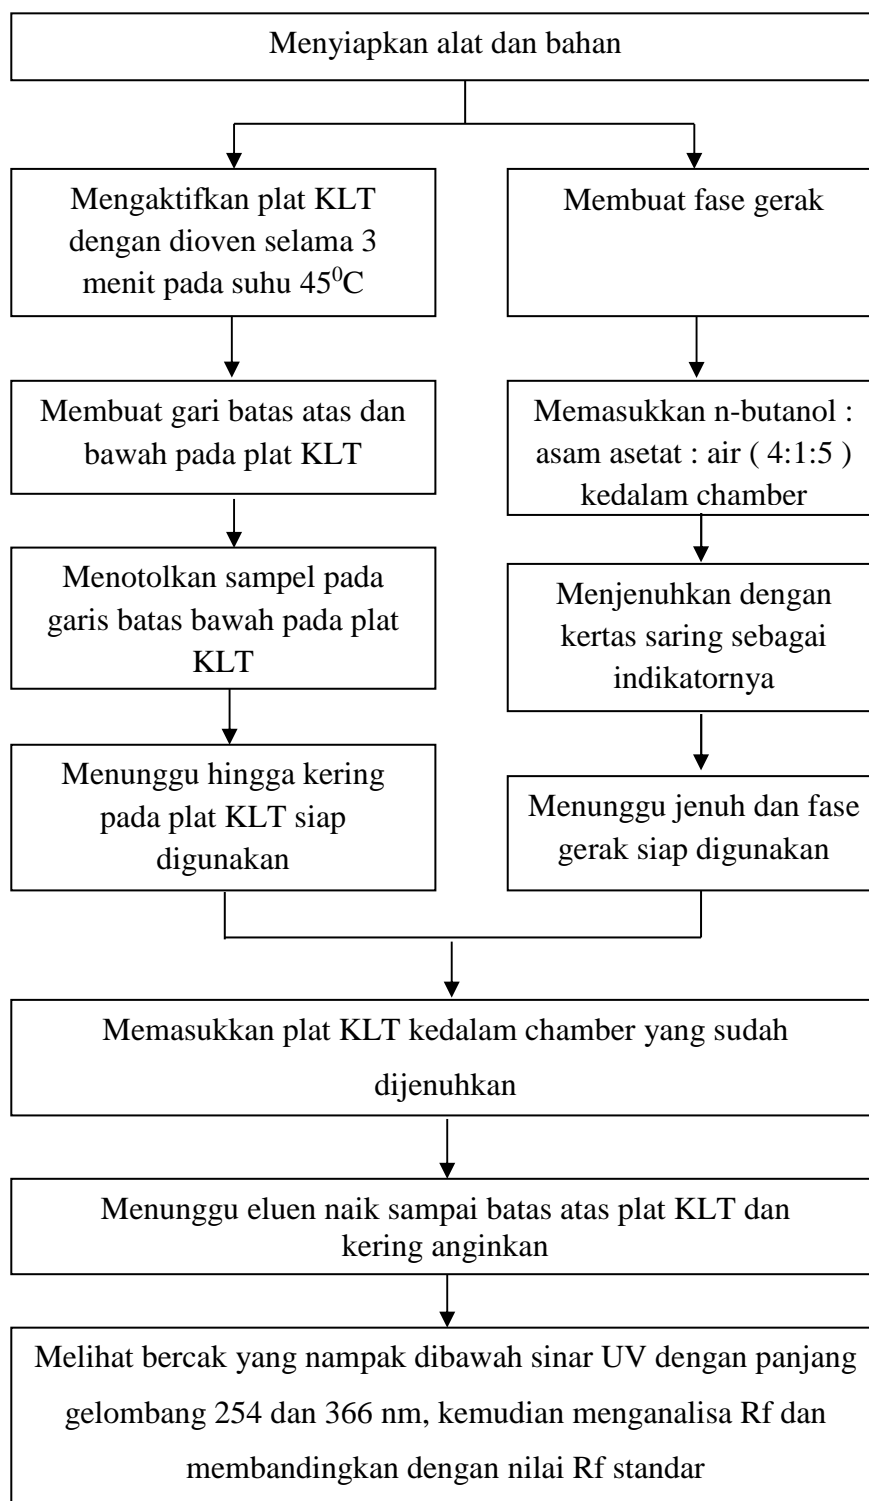 Menyiapkan alat dan bahan
Mengaktifkan plat KLT
dengan dioven selama 3
menit pada suhu 45⁰C
Membuat gari batas atas dan
bawah pada plat KLT
Menotolkan sampel pada
garis batas bawah pada plat
KLT
Menunggu hingga kering
pada plat KLT siap
digunakan
Membuat fase gerak
Memasukkan n-butanol :
asam asetat : air ( 4:1:5 )
kedalam chamber
Menjenuhkan dengan
kertas saring sebagai
indikatornya
Menunggu jenuh dan fase
gerak siap digunakan
Memasukkan plat KLT kedalam chamber yang sudah
dijenuhkan
Menunggu eluen naik sampai batas atas plat KLT dan
kering anginkan
Melihat bercak yang nampak dibawah sinar UV dengan panjang
gelombang 254 dan 366 nm, kemudian menganalisa Rf dan
membandingkan dengan nilai Rf standar